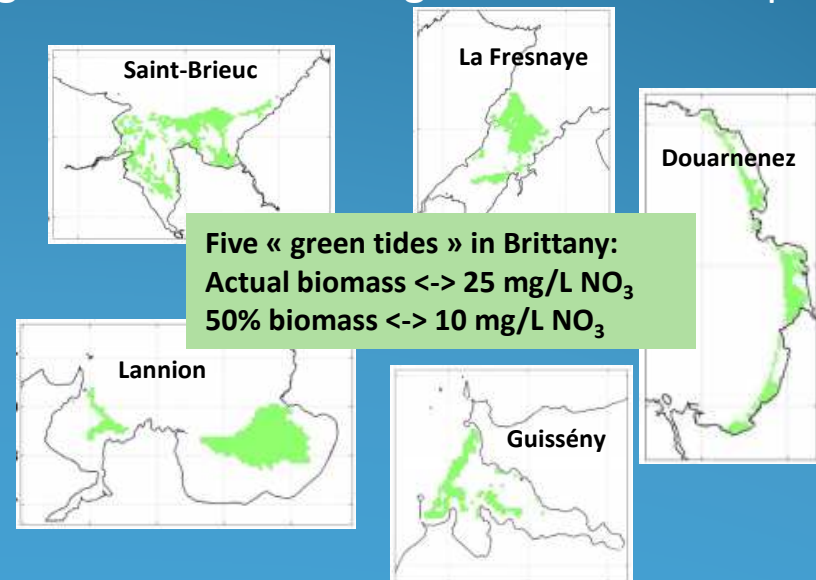 Saint-Brieuc
La Fresnaye
Douarnenez
Five « green tides » in Brittany:
Actual biomass <-> 25 mg/L NO₃
50% biomass <-> 10 mg/L NO₃
Lannion
Guissény